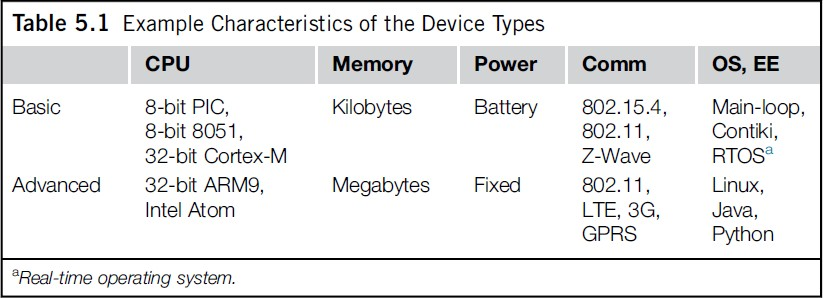 Table 5.1 Example Characteristics of the Device Types
CPU Memory Power Comm OS, EE
Basic 8-bit PIC, Kilobytes Battery 802.15.4, Main-loop,
8-bit 8051, 802.11, Contiki,
32-bit Cortex-M Z-Wave RTOSa
Advanced 32-bit ARM9, Megabytes Fixed 802.11, Linux,
Intel Atom LTE, 3G, Java,
GPRS Python
aReal-time operating system.